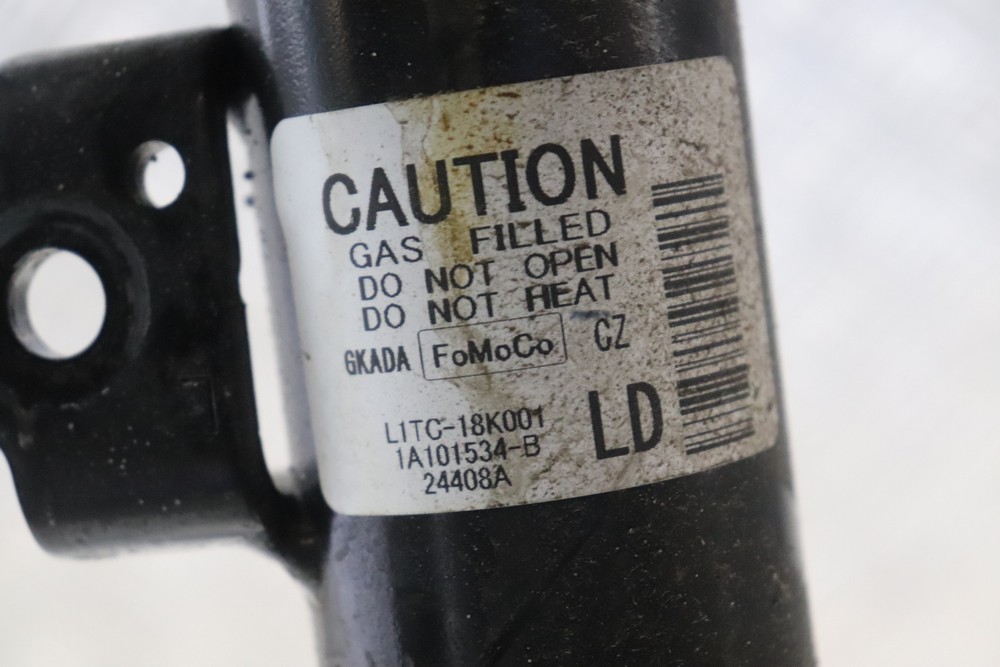 CAUTION
GAS FILLED
DO NOT OPEN
DO NOT HEAT
GKADA FoMoCo CZ
L1TC-18K001
1A101534-B LD
24408A